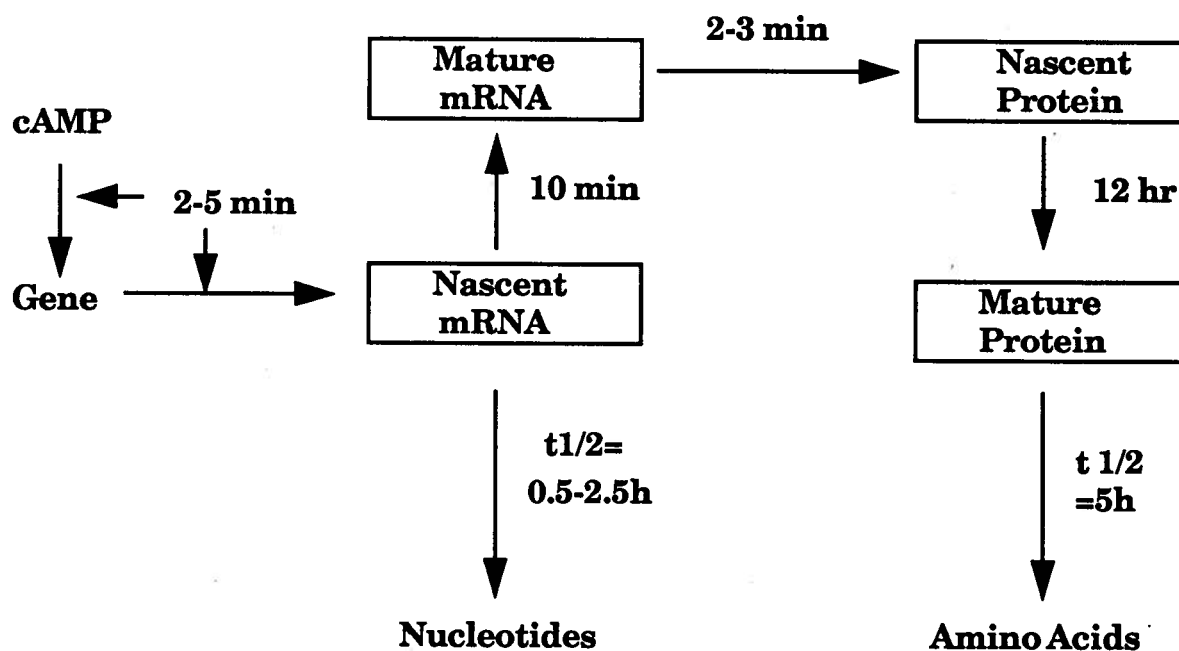 cAMP
2-5 min
Gene
Mature
mRNA
10 min
Nascent
mRNA
t1/2=
0.5-2.5h
Nucleotides
2-3 min
Nascent
Protein
12 hr
Mature
Protein
t 1/2
=5h
Amino Acids